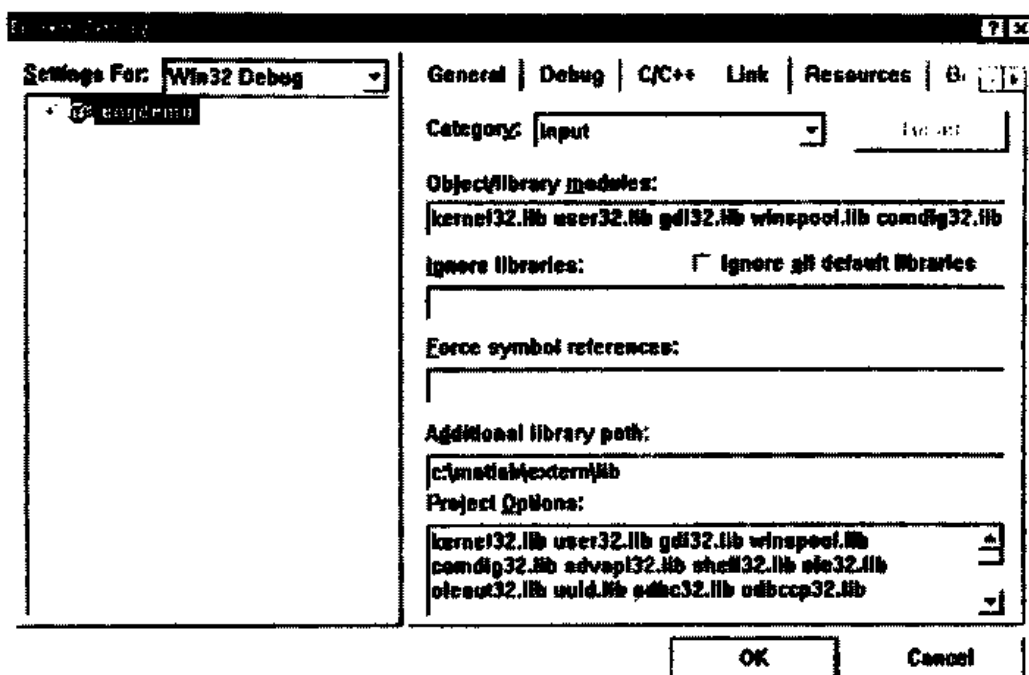 Settings For: Win32 Debug
General Debug C/C++ Link Resources
Category: Input
Object/library modules:
kernel32.lib user32.lib gdi32.lib winspool.lib comdlg32.lib
Ignore libraries: Ignore all default libraries
Force symbol references:
Additional library path:
c:\matlab\extern\lib
Project Options:
kernel32.lib user32.lib gdi32.lib winspool.lib
comdlg32.lib advapi32.lib shell32.lib ole32.lib
oleaut32.lib uuid.lib odbc32.lib odbccp32.lib
OK Cancel